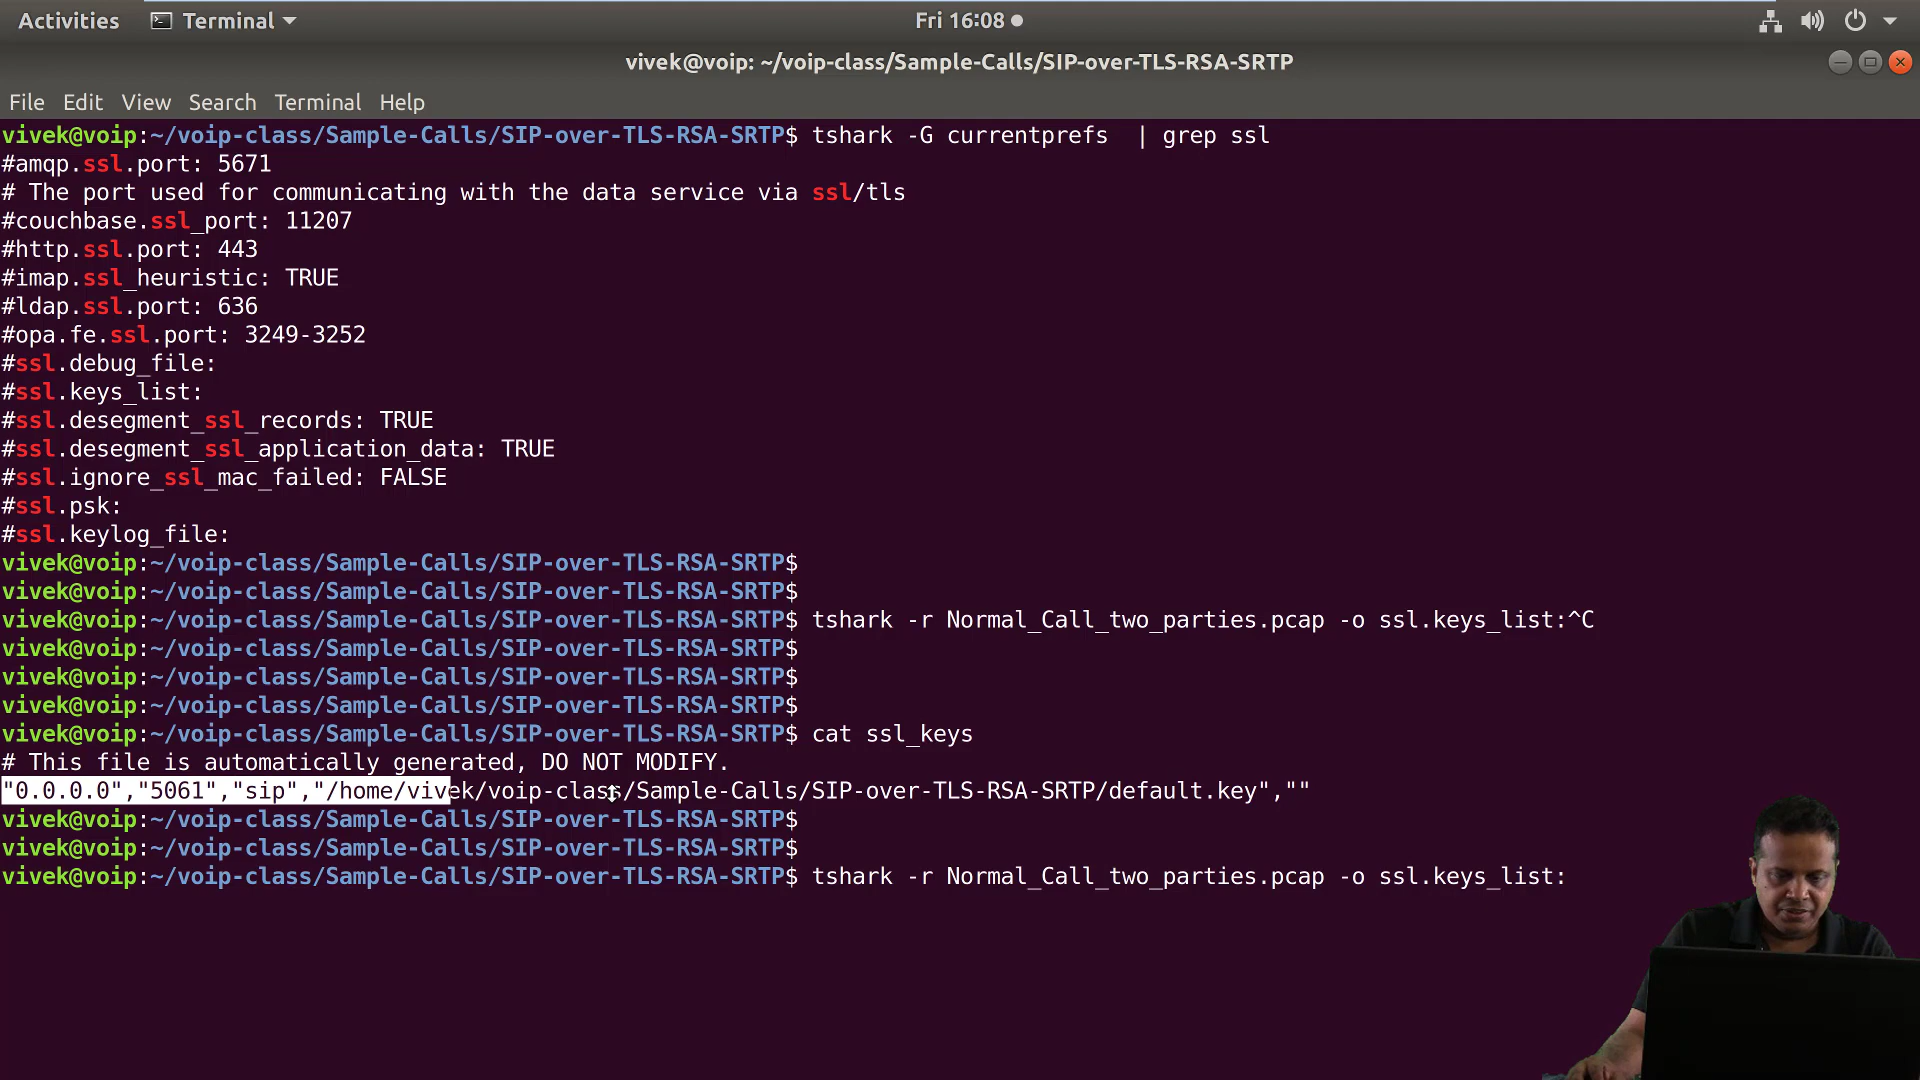 Activities Terminal Fri 16:08
vivek@voip: ~/voip-class/Sample-Calls/SIP-over-TLS-RSA-SRTP
File Edit View Search Terminal Help
vivek@voip:~/voip-class/Sample-Calls/SIP-over-TLS-RSA-SRTP$ tshark -G currentprefs | grep ssl
#amqp.ssl.port: 5671
# The port used for communicating with the data service via ssl/tls
#couchbase.ssl_port: 11207
#http.ssl.port: 443
#imap.ssl_heuristic: TRUE
#ldap.ssl.port: 636
#opa.fe.ssl.port: 3249-3252
#ssl.debug_file:
#ssl.keys_list:
#ssl.desegment_ssl_records: TRUE
#ssl.desegment_ssl_application_data: TRUE
#ssl.ignore_ssl_mac_failed: FALSE
#ssl.psk:
#ssl.keylog_file:
vivek@voip:~/voip-class/Sample-Calls/SIP-over-TLS-RSA-SRTP$
vivek@voip:~/voip-class/Sample-Calls/SIP-over-TLS-RSA-SRTP$
vivek@voip:~/voip-class/Sample-Calls/SIP-over-TLS-RSA-SRTP$ tshark -r Normal_Call_two_parties.pcap -o ssl.keys_list:^C
vivek@voip:~/voip-class/Sample-Calls/SIP-over-TLS-RSA-SRTP$
vivek@voip:~/voip-class/Sample-Calls/SIP-over-TLS-RSA-SRTP$
vivek@voip:~/voip-class/Sample-Calls/SIP-over-TLS-RSA-SRTP$
vivek@voip:~/voip-class/Sample-Calls/SIP-over-TLS-RSA-SRTP$ cat ssl_keys
# This file is automatically generated, DO NOT MODIFY.
"0.0.0.0","5061","sip","/home/vivek/voip-class/Sample-Calls/SIP-over-TLS-RSA-SRTP/default.key",""
vivek@voip:~/voip-class/Sample-Calls/SIP-over-TLS-RSA-SRTP$
vivek@voip:~/voip-class/Sample-Calls/SIP-over-TLS-RSA-SRTP$
vivek@voip:~/voip-class/Sample-Calls/SIP-over-TLS-RSA-SRTP$ tshark -r Normal_Call_two_parties.pcap -o ssl.keys_list: